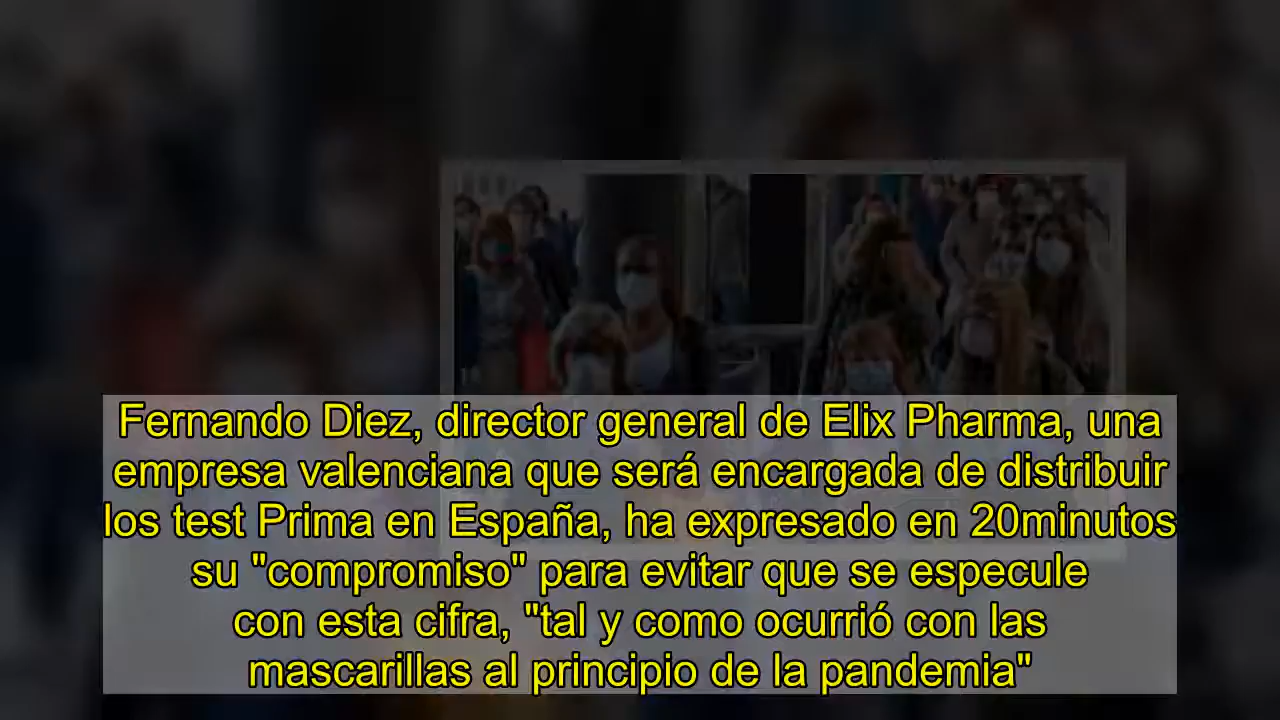 Fernando Diez, director general de Elix Pharma, una
empresa valenciana que será encargada de distribuir
los test Prima en España, ha expresado en 20minutos
su "compromiso" para evitar que se especule
con esta cifra, "tal y como ocurrió con las
mascarillas al principio de la pandemia"